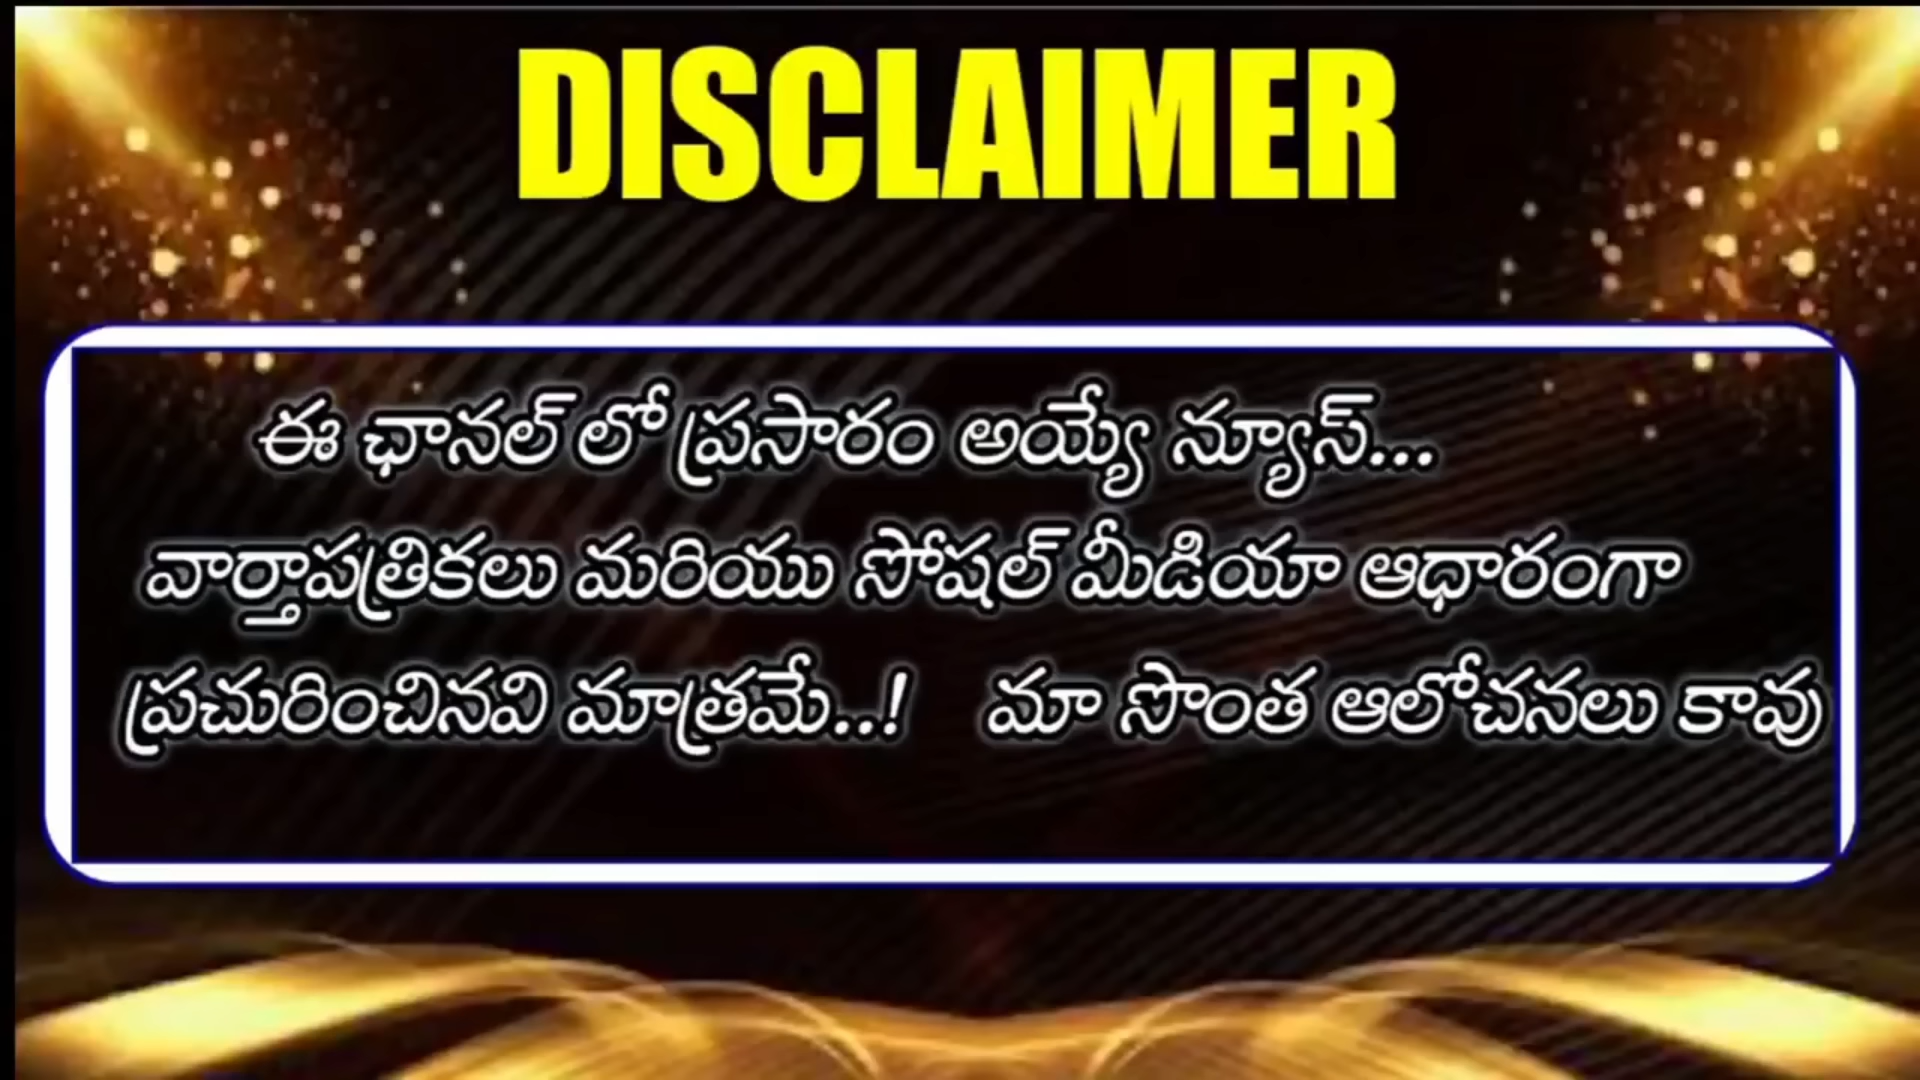 DISCLAIMER
ఈ ఛానల్ లో ప్రసారం అయ్యే న్యూస్...
వార్తాపత్రికలు మరియు సోషల్ మీడియా ఆధారంగా
ప్రచురించినవి మాత్రమే..! మా సొంత ఆలోచనలు కావు